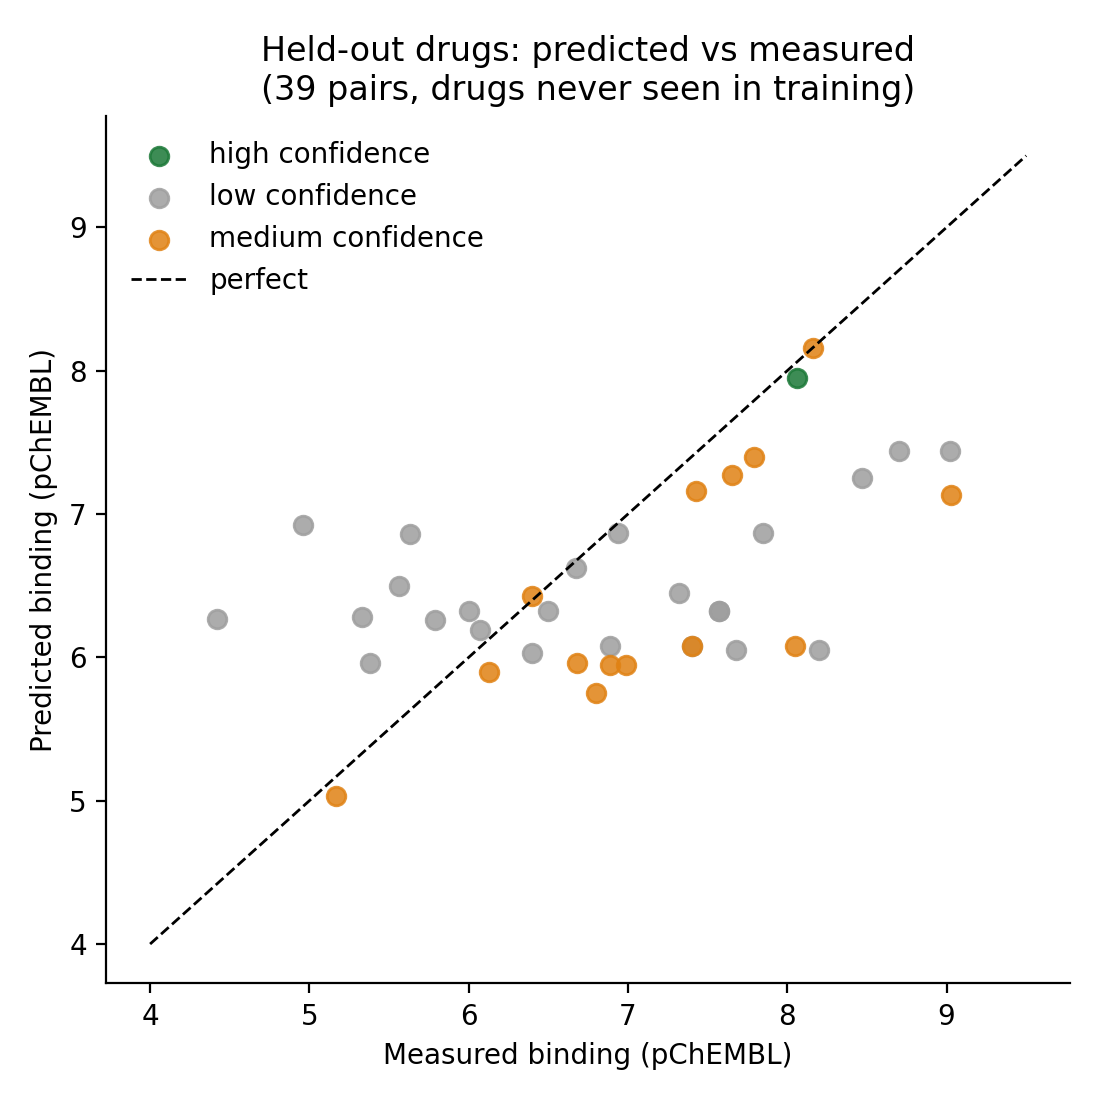 Held-out drugs: predicted vs measured
(39 pairs, drugs never seen in training)
high confidence
low confidence
medium confidence
perfect
9
8
7
6
5
4
Predicted binding (pChEMBL)
4 5 6 7 8 9
Measured binding (pChEMBL)